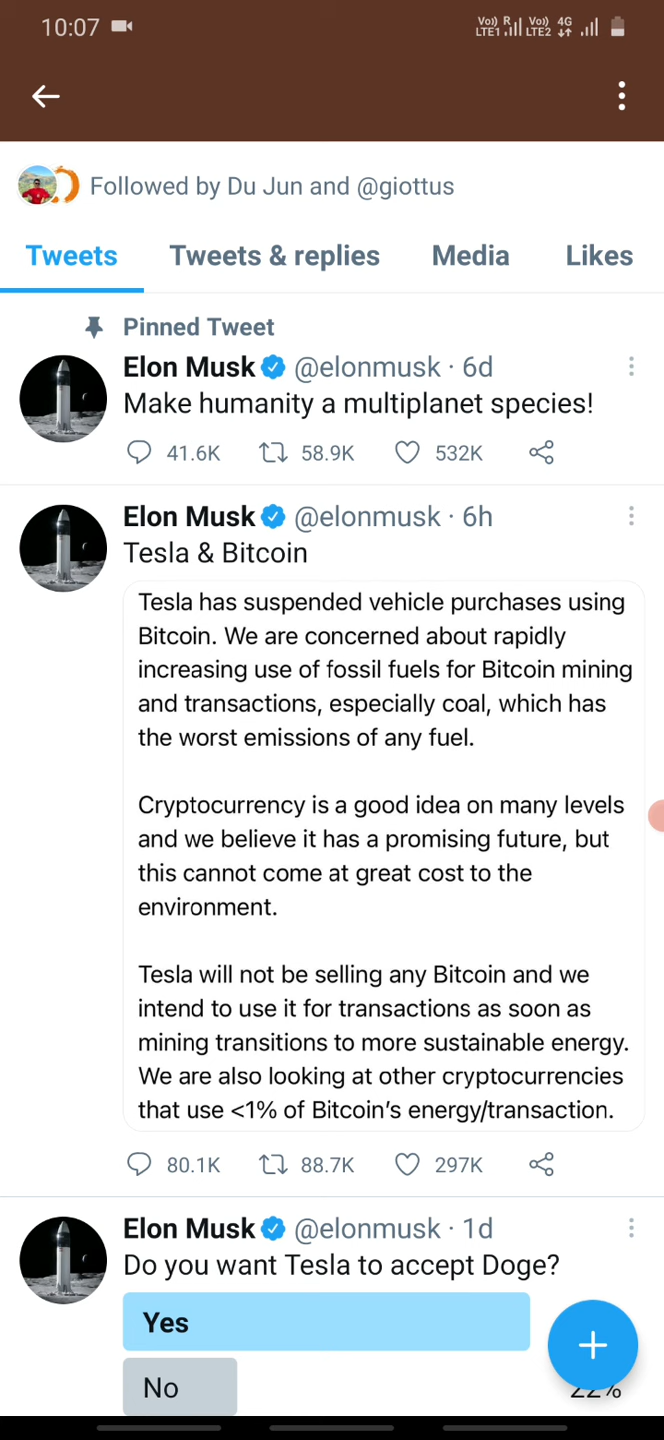 10:07 Vo) R Vo) 4G
LTE1 LTE2
Followed by Du Jun and @giottus
Tweets Tweets & replies Media Likes
Pinned Tweet
Elon Musk @elonmusk · 6d
Make humanity a multiplanet species!
41.6K 58.9K 532K
Elon Musk @elonmusk · 6h
Tesla & Bitcoin
Tesla has suspended vehicle purchases using
Bitcoin. We are concerned about rapidly
increasing use of fossil fuels for Bitcoin mining
and transactions, especially coal, which has
the worst emissions of any fuel.
Cryptocurrency is a good idea on many levels
and we believe it has a promising future, but
this cannot come at great cost to the
environment.
Tesla will not be selling any Bitcoin and we
intend to use it for transactions as soon as
mining transitions to more sustainable energy.
We are also looking at other cryptocurrencies
that use <1% of Bitcoin's energy/transaction.
80.1K 88.7K 297K
Elon Musk @elonmusk · 1d
Do you want Tesla to accept Doge?
Yes
No 22%